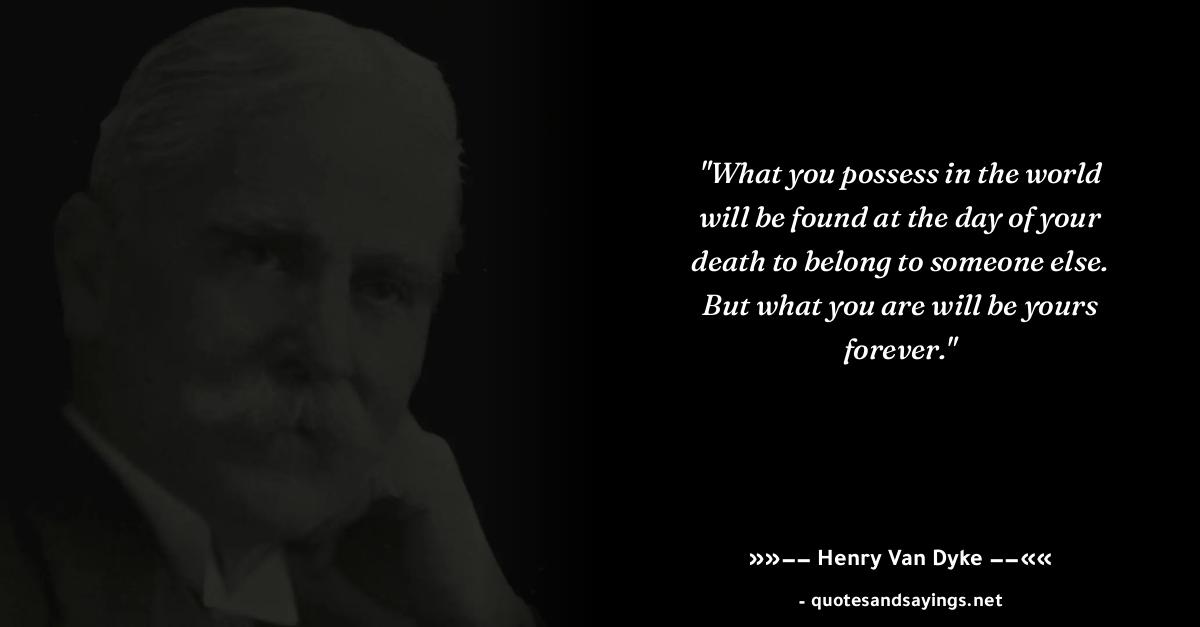 "What you possess in the world
will be found at the day of your
death to belong to someone else.
But what you are will be yours
forever."
»»−− Henry Van Dyke −−««
- quotesandsayings.net